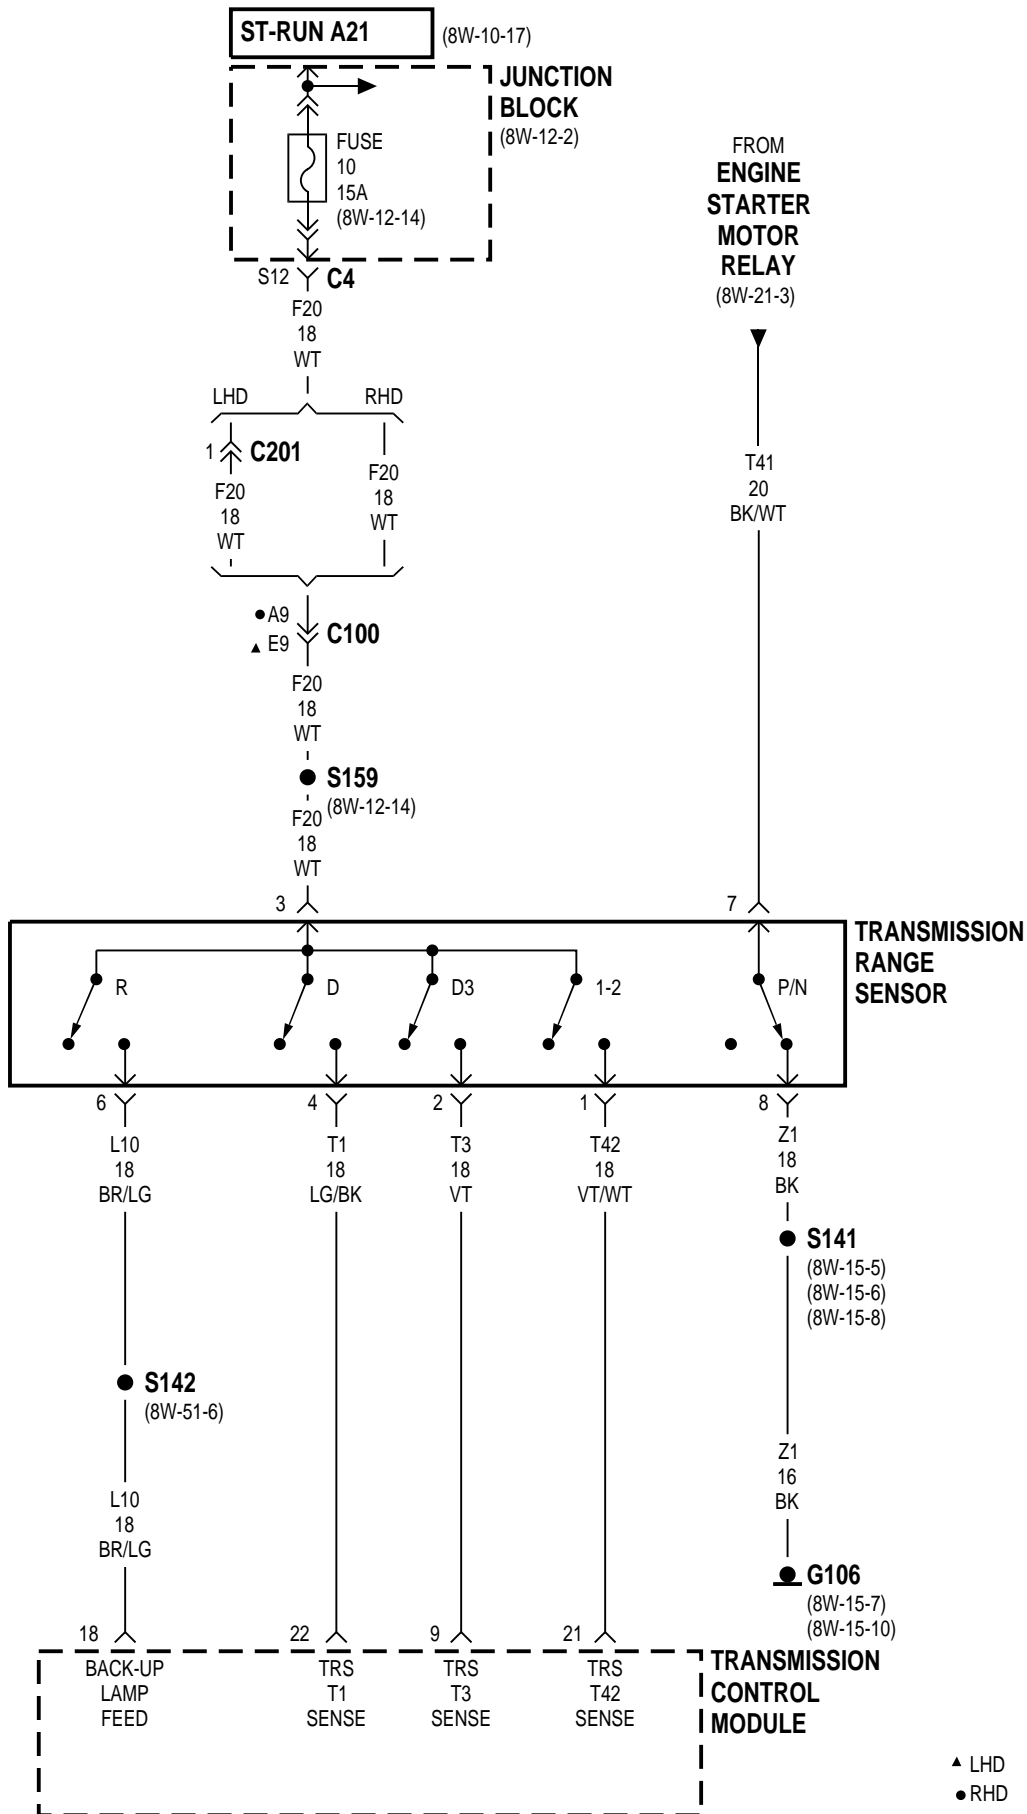 ST-RUN A21
(8W-10-17)
JUNCTION
BLOCK
(8W-12-2)
FUSE
10
15A
(8W-12-14)
S12
C4
F20
18
WT
FROM
ENGINE
STARTER
MOTOR
RELAY
(8W-21-3)
LHD
RHD
1
C201
F20
18
WT
F20
18
WT
T41
20
BK/WT
A9
E9
C100
F20
18
WT
S159
(8W-12-14)
F20
18
WT
3
7
TRANSMISSION
RANGE
SENSOR
R
D
D3
1-2
P/N
6
4
2
1
8
L10
18
BR/LG
T1
18
LG/BK
T3
18
VT
T42
18
VT/WT
Z1
18
BK
S141
(8W-15-5)
(8W-15-6)
(8W-15-8)
S142
(8W-51-6)
L10
18
BR/LG
Z1
16
BK
G106
(8W-15-7)
(8W-15-10)
18
22
9
21
BACK-UP
LAMP
FEED
TRS
T1
SENSE
TRS
T3
SENSE
TRS
T42
SENSE
TRANSMISSION
CONTROL
MODULE
LHD
RHD